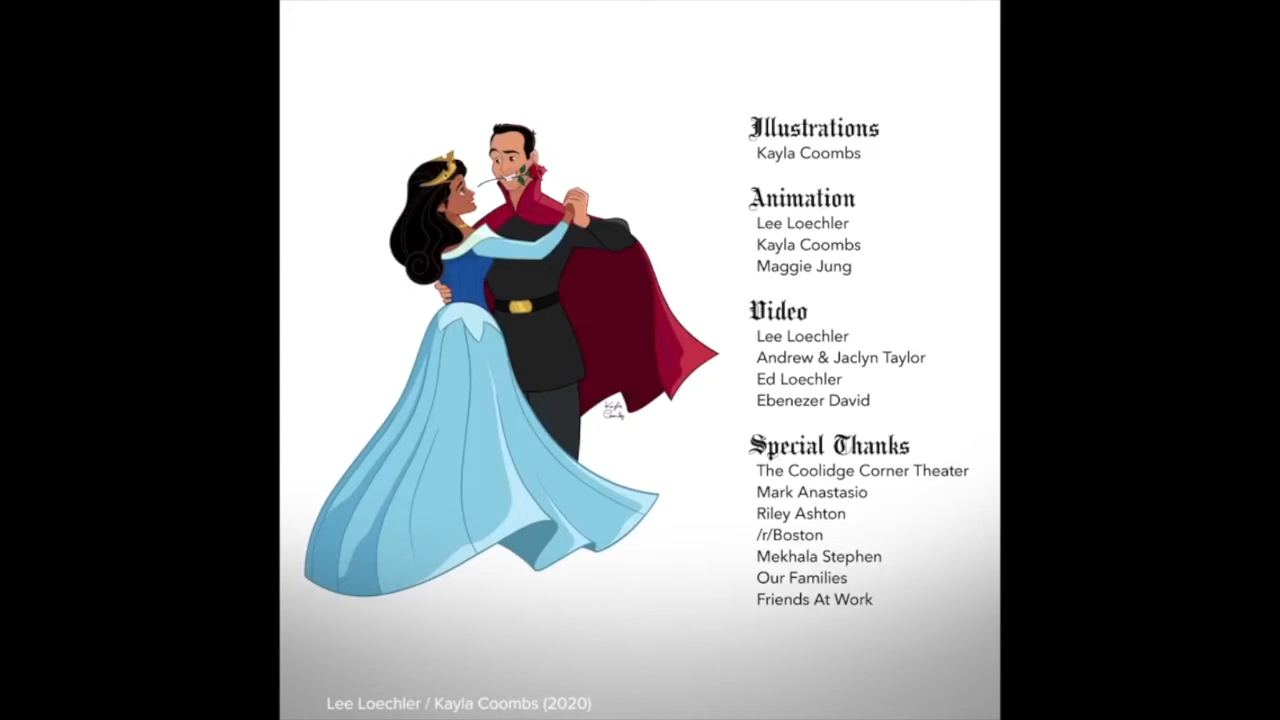 Illustrations
Kayla Coombs
Animation
Lee Loechler
Kayla Coombs
Maggie Jung
Video
Lee Loechler
Andrew & Jaclyn Taylor
Ed Loechler
Ebenezer David
Special Thanks
The Coolidge Corner Theater
Mark Anastasio
Riley Ashton
/r/Boston
Mekhala Stephen
Our Families
Friends At Work
Kayla
Coombs
Lee Loechler / Kayla Coombs (2020)